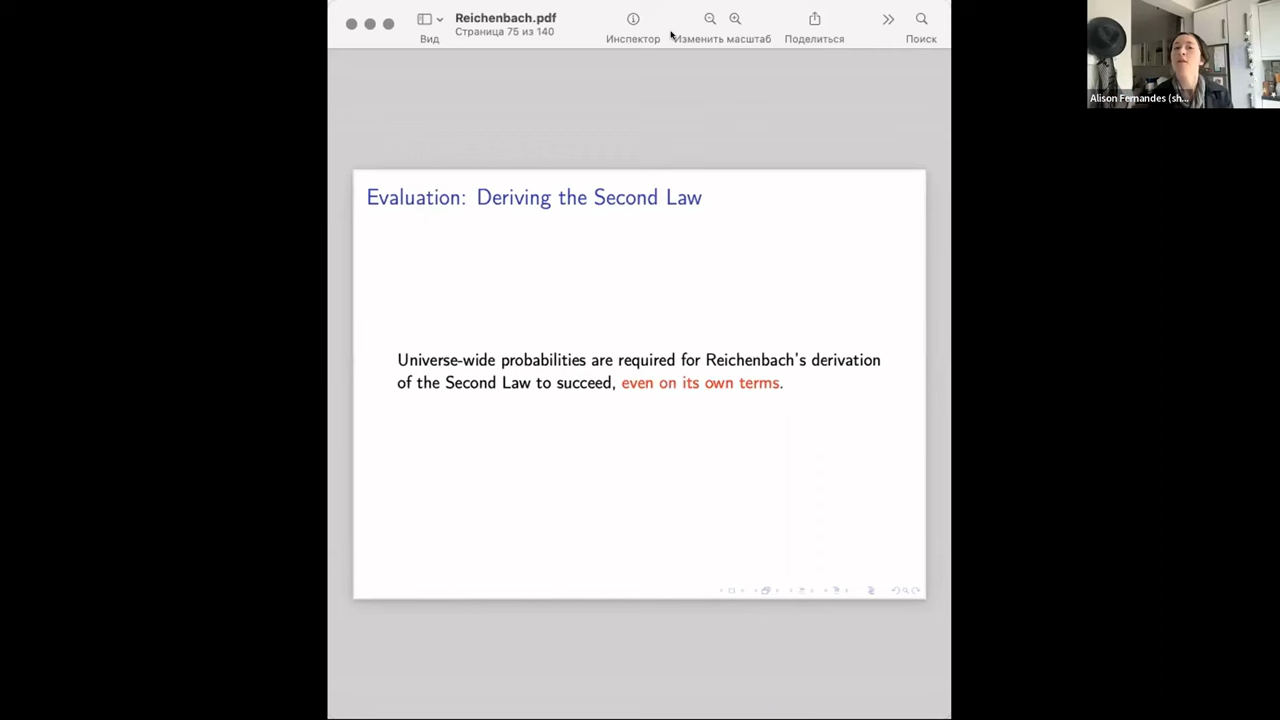 Reichenbach.pdf
Страница 75 из 140
Вид
Инспектор
Изменить масштаб
Поделиться
Поиск
Alison Fernandes (sh...
Evaluation: Deriving the Second Law
Universe-wide probabilities are required for Reichenbach's derivation
of the Second Law to succeed, even on its own terms.